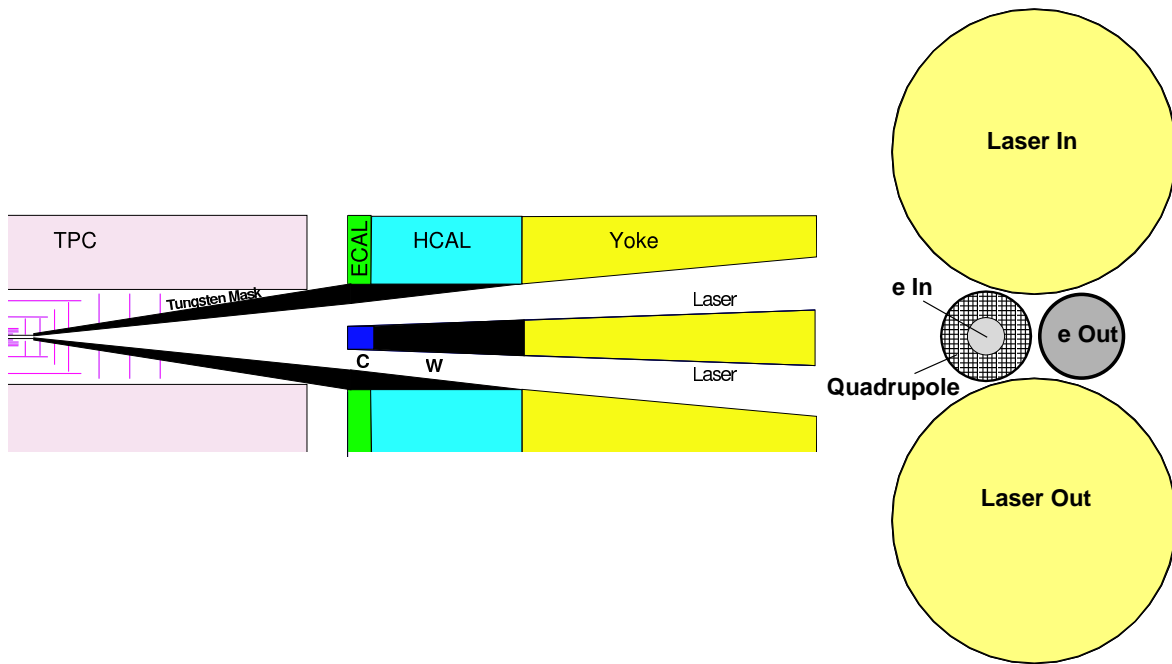 TPC
ECAL
HCAL
Yoke
Tungsten Mask
Laser
C
W
Laser
Laser In
e In
e Out
Quadrupole
Laser Out